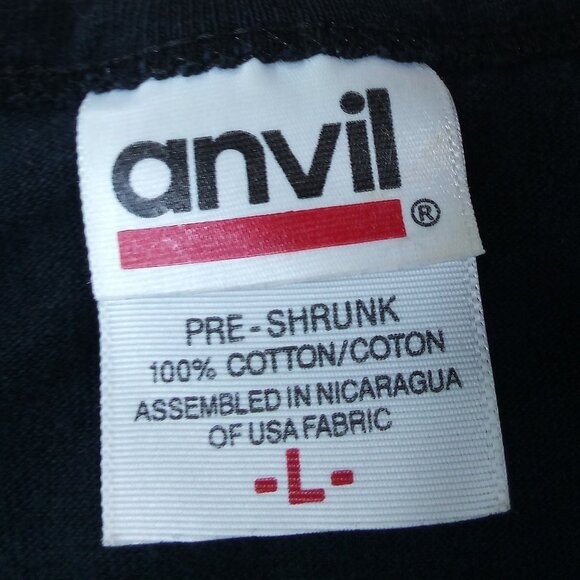 anvil
®
PRE-SHRUNK
100% COTTON/COTON
ASSEMBLED IN NICARAGUA
OF USA FABRIC
-L-